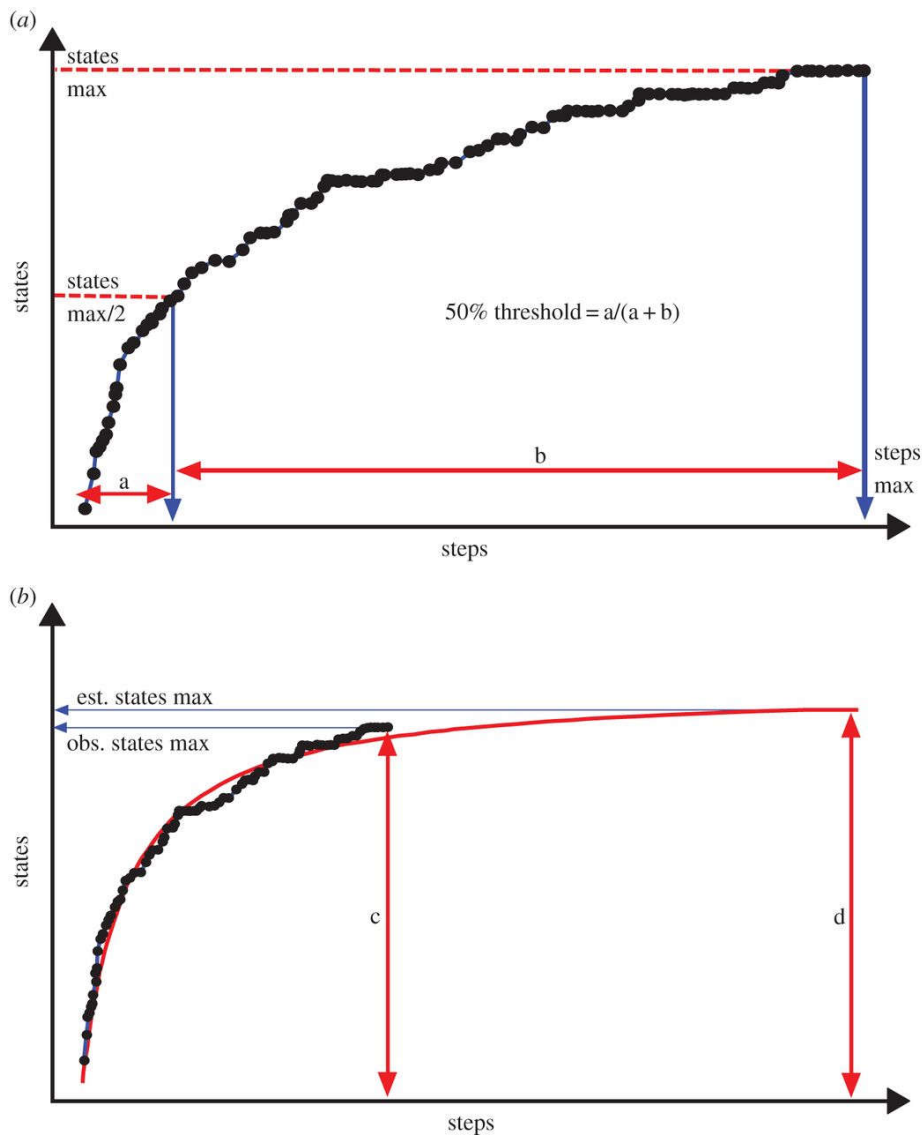 (a)
states
max
states
max/2
50% threshold = a/(a + b)
states
a
b
steps
max
steps
(b)
est. states max
obs. states max
states
c
d
steps